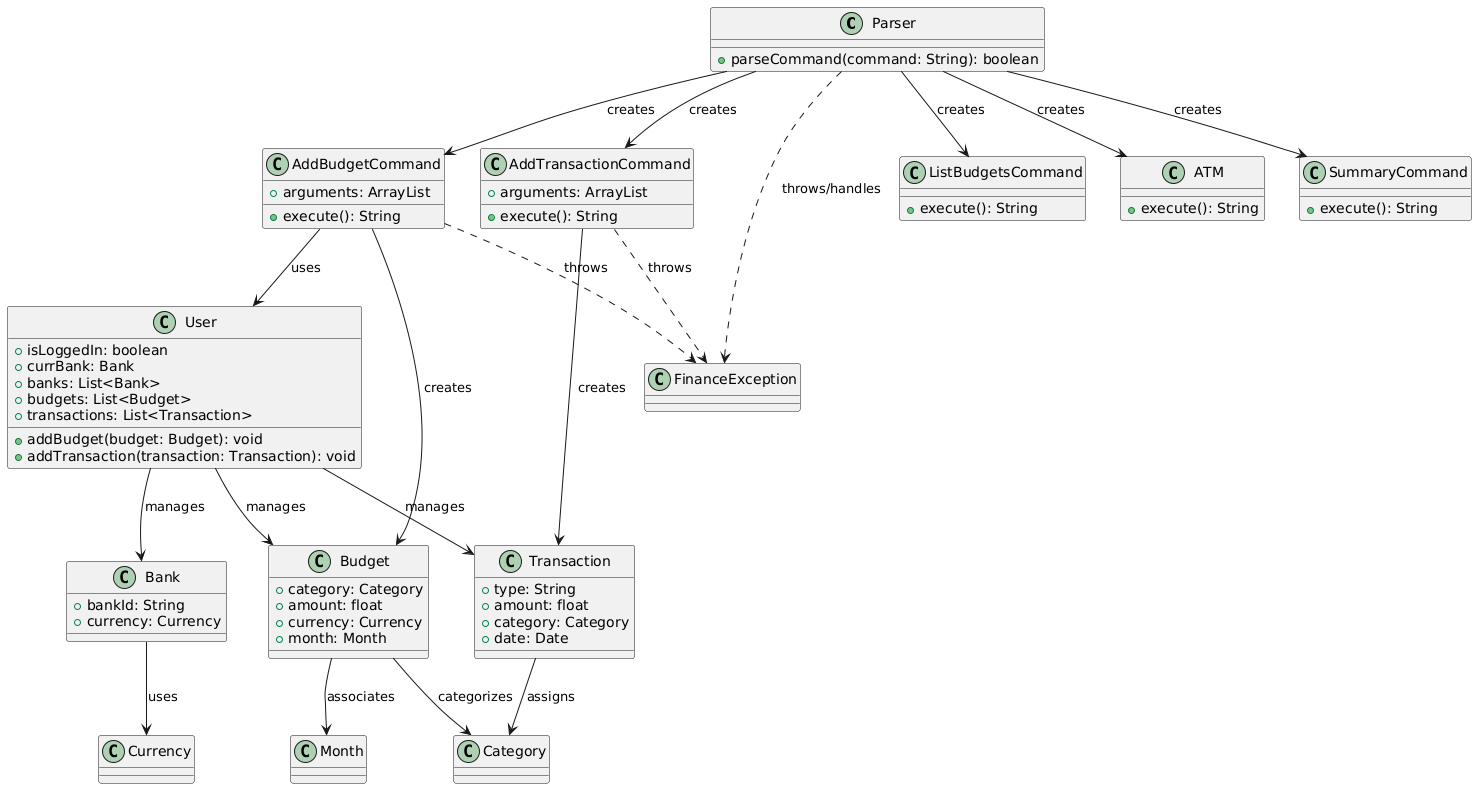 C Parser
parseCommand(command: String): boolean
creates
creates
creates
creates
creates
C AddBudgetCommand
arguments: ArrayList
execute(): String
C AddTransactionCommand
arguments: ArrayList
execute(): String
throws/handles
C ListBudgetsCommand
execute(): String
C ATM
execute(): String
C SummaryCommand
execute(): String
uses
throws
throws
C User
isLoggedIn: boolean
currBank: Bank
banks: List<Bank>
budgets: List<Budget>
transactions: List<Transaction>
addBudget(budget: Budget): void
addTransaction(transaction: Transaction): void
creates
creates
C FinanceException
manages
manages
manages
C Bank
bankId: String
currency: Currency
C Budget
category: Category
amount: float
currency: Currency
month: Month
C Transaction
type: String
amount: float
category: Category
date: Date
uses
associates
categorizes
assigns
C Currency
C Month
C Category